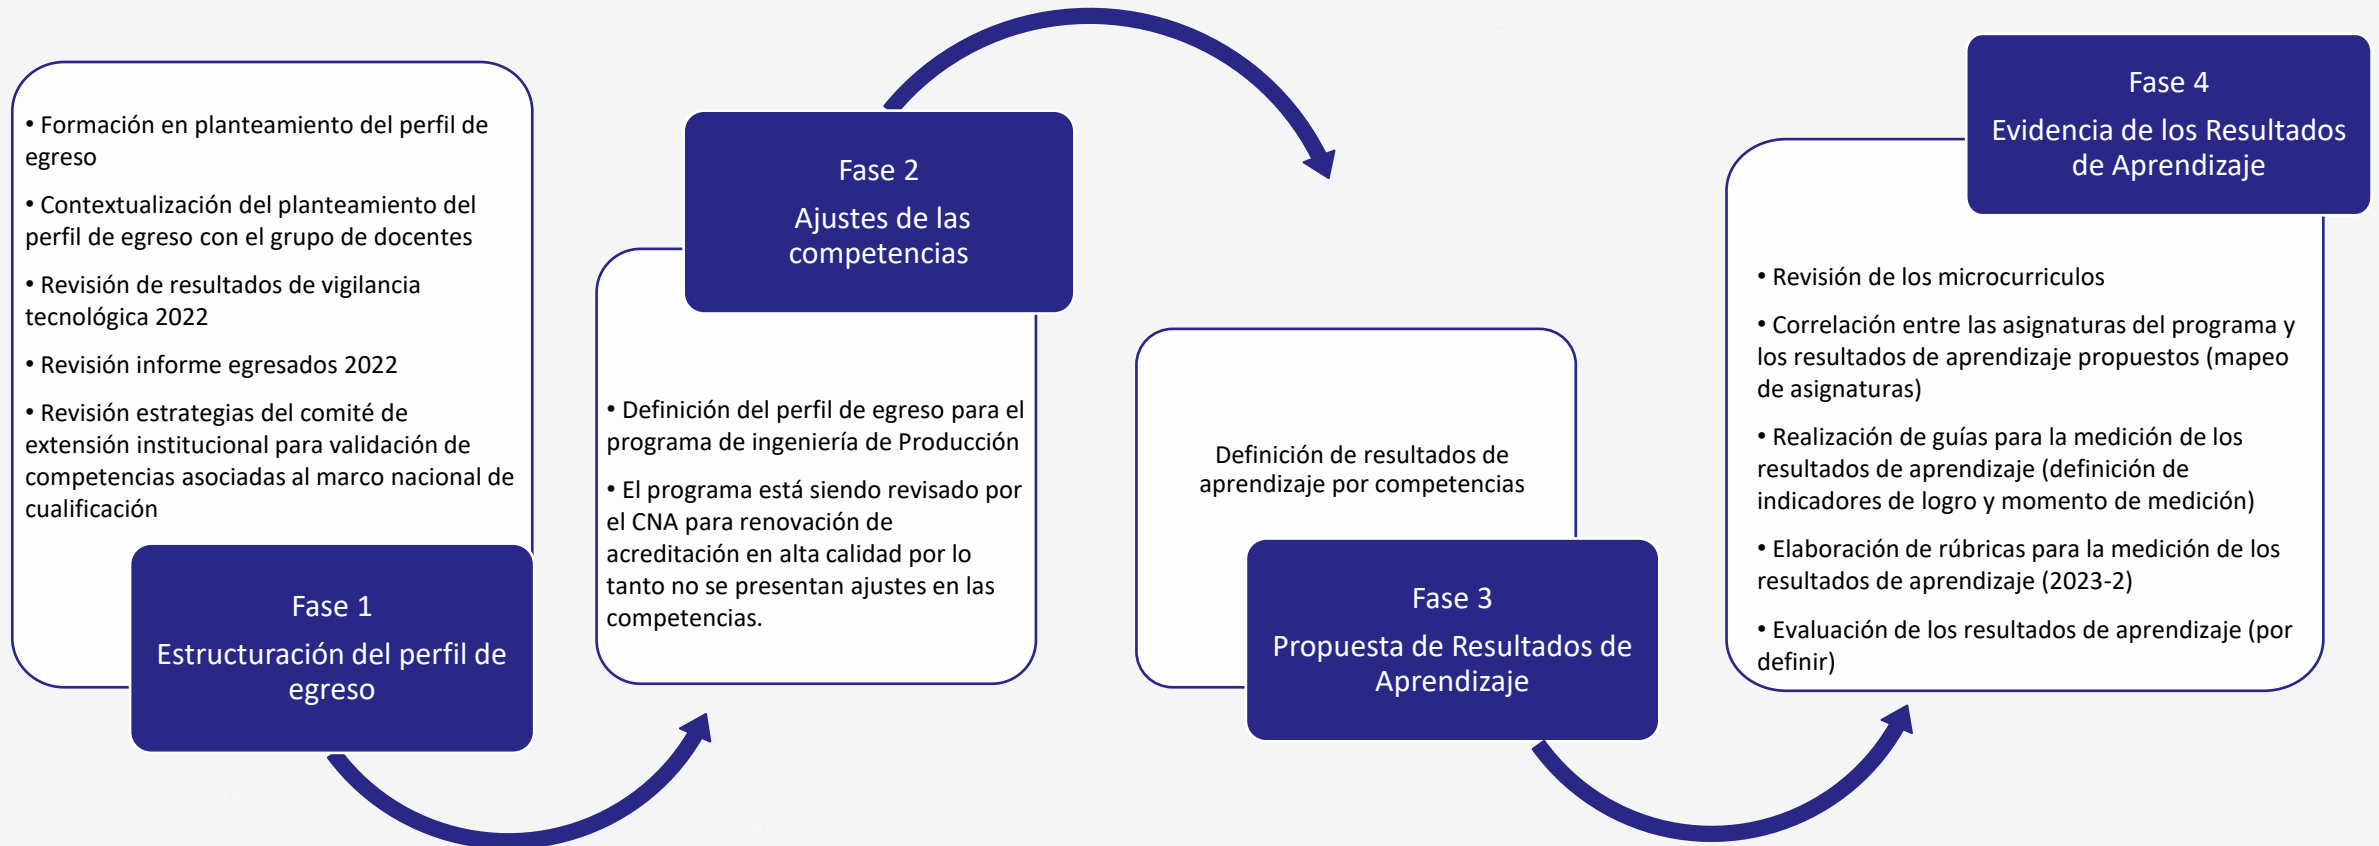 • Formación en planteamiento del perfil de
egreso
• Contextualización del planteamiento del
perfil de egreso con el grupo de docentes
• Revisión de resultados de vigilancia
tecnológica 2022
• Revisión informe egresados 2022
• Revisión estrategias del comité de
extensión institucional para validación de
competencias asociadas al marco nacional de
cualificación
Fase 1
Estructuración del perfil de
egreso
Fase 2
Ajustes de las
competencias
• Definición del perfil de egreso para el
programa de ingeniería de Producción
• El programa está siendo revisado por
el CNA para renovación de
acreditación en alta calidad por lo
tanto no se presentan ajustes en las
competencias.
Definición de resultados de
aprendizaje por competencias
Fase 3
Propuesta de Resultados de
Aprendizaje
Fase 4
Evidencia de los Resultados
de Aprendizaje
• Revisión de los microcurriculos
• Correlación entre las asignaturas del programa y
los resultados de aprendizaje propuestos (mapeo
de asignaturas)
• Realización de guías para la medición de los
resultados de aprendizaje (definición de
indicadores de logro y momento de medición)
• Elaboración de rúbricas para la medición de los
resultados de aprendizaje (2023-2)
• Evaluación de los resultados de aprendizaje (por
definir)